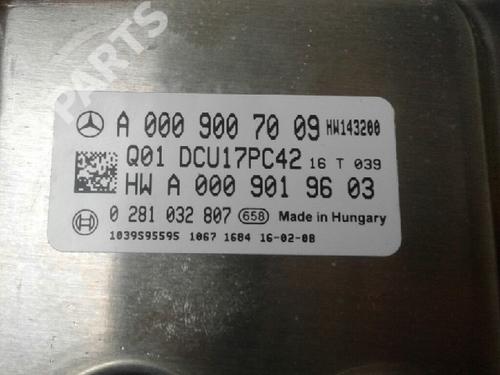 PARTS
A 000 900 70 09 HW143200
Q01 DCU17PC42 16 T 039
HW A 000 901 96 03
0 281 032 807 658 Made in Hungary
1039S95595 1067 1684 16-02-08